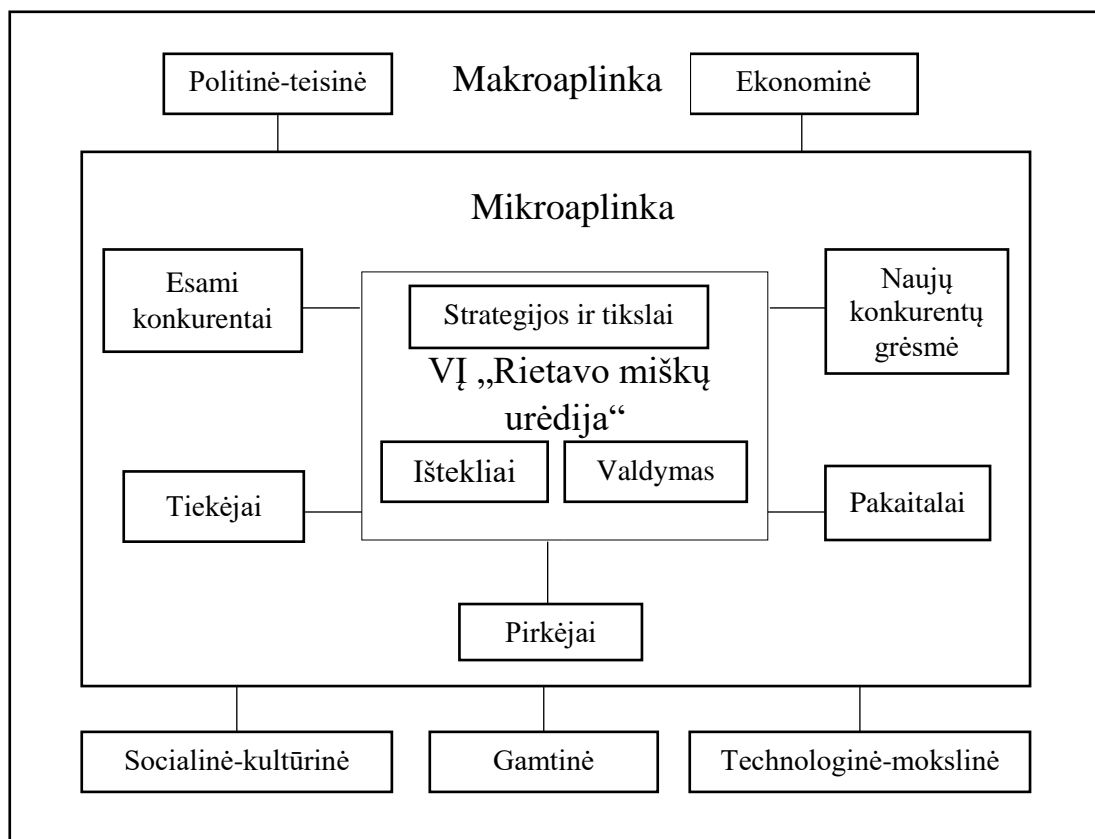 Politinė-teisinė
Makroaplinka
Ekonominė
Mikroaplinka
Esami
konkurentai
Strategijos ir tikslai
Naujų
konkurentų
grėsmė
VĮ „Rietavo miškų
urėdija“
Ištekliai
Valdymas
Tiekėjai
Pakaitalai
Pirkėjai
Socialinė-kultūrinė
Gamtinė
Technologinė-mokslinė